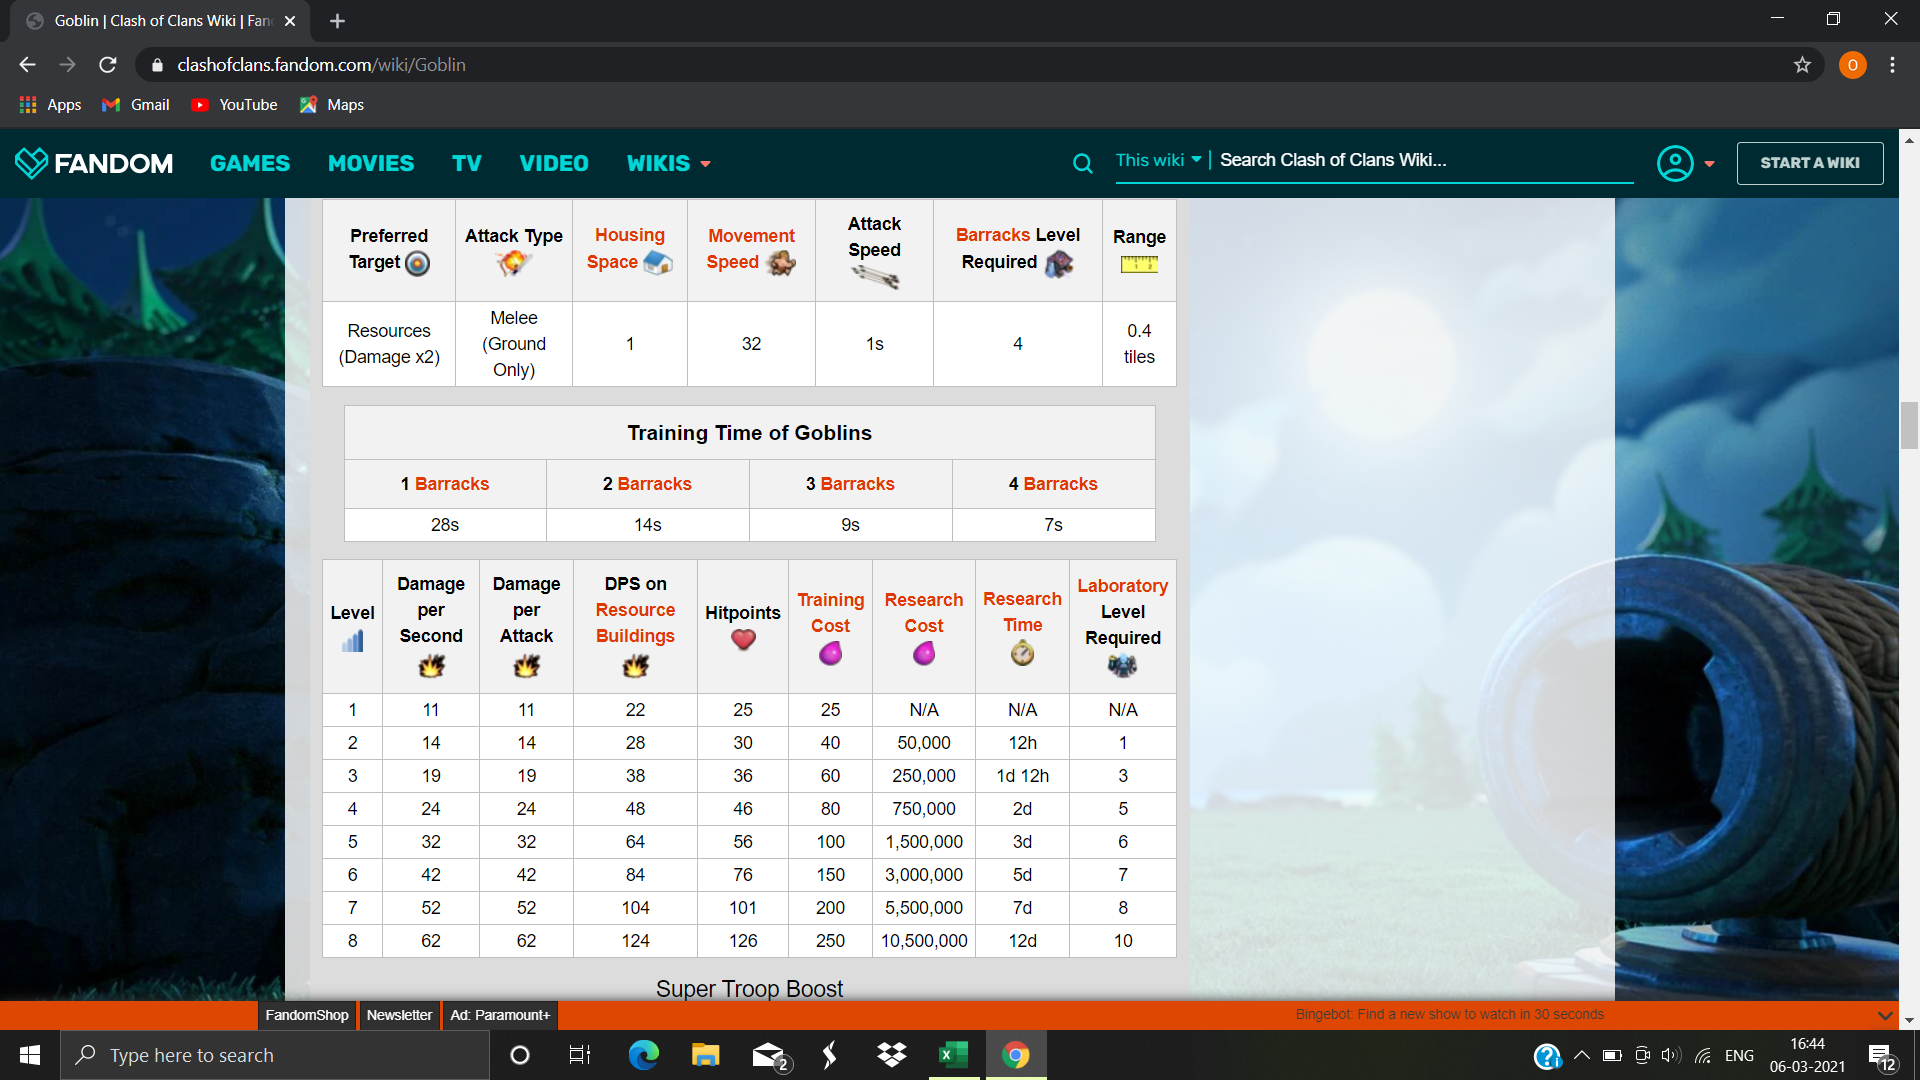 Goblin | Clash of Clans Wiki | Fan
clashofclans.fandom.com/wiki/Goblin
O
Apps Gmail YouTube Maps
FANDOM GAMES MOVIES TV VIDEO WIKIS This wiki Search Clash of Clans Wiki... START A WIKI
Preferred Target Attack Type Housing Space Movement Speed Attack Speed Barracks Level Required Range
Resources (Damage x2) Melee (Ground Only) 1 32 1s 4 0.4 tiles
Training Time of Goblins
1 Barracks 2 Barracks 3 Barracks 4 Barracks
28s 14s 9s 7s
Level Damage per Second Damage per Attack DPS on Resource Buildings Hitpoints Training Cost Research Cost Research Time Laboratory Level Required
1 11 11 22 25 25 N/A N/A N/A
2 14 14 28 30 40 50,000 12h 1
3 19 19 38 36 60 250,000 1d 12h 3
4 24 24 48 46 80 750,000 2d 5
5 32 32 64 56 100 1,500,000 3d 6
6 42 42 84 76 150 3,000,000 5d 7
7 52 52 104 101 200 5,500,000 7d 8
8 62 62 124 126 250 10,500,000 12d 10
Super Troop Boost
FandomShop Newsletter Ad: Paramount+ Bingebot: Find a new show to watch in 30 seconds
Type here to search 2 ENG 16:44
06-03-2021 12